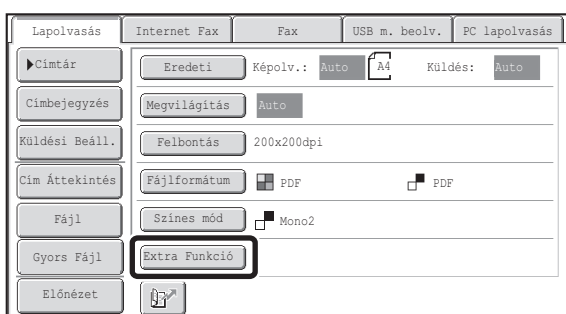 Lapolvasás Internet Fax Fax USB m. beolv. PC lapolvasás
Címtár
Eredeti Képolv.: Auto A4 Küldés: Auto
Címbejegyzés
Megvilágítás Auto
Küldési Beáll.
Felbontás 200x200dpi
Cím Áttekintés
Fájlformátum PDF PDF
Fájl
Színes mód Mono2
Gyors Fájl
Extra Funkció
Előnézet